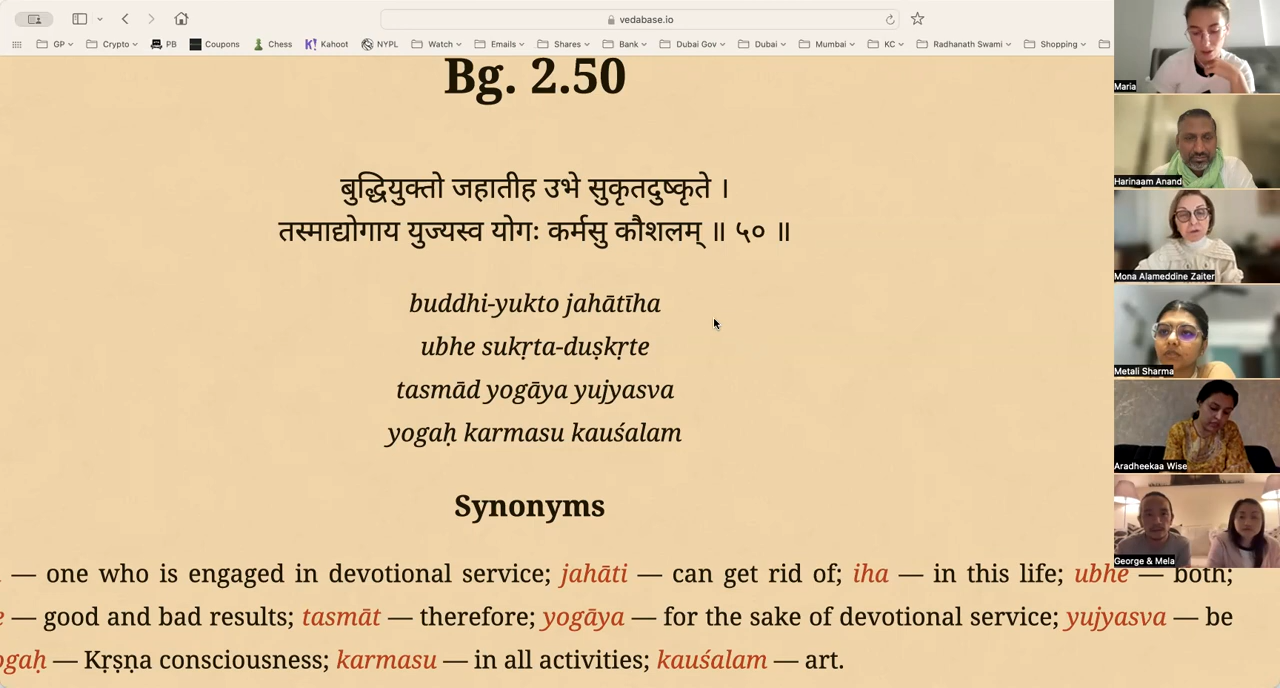 vedabase.io
GP
Crypto
PB
Coupons
Chess
K! Kahoot
NYPL
Watch
Emails
Shares
Bank
Dubai Gov
Dubai
Mumbai
KC
Radhanath Swami
Shopping
Bg. 2.50
बुद्धियुक्तो जहातीह उभे सुकृतदुष्कृते ।
तस्माद्योगाय युज्यस्व योगः कर्मसु कौशलम् ॥ ५० ॥
buddhi-yukto jahātīha
ubhe sukṛta-duṣkṛte
tasmād yogāya yujyasva
yogaḥ karmasu kauśalam
Synonyms
— one who is engaged in devotional service; jahāti — can get rid of; iha — in this life; ubhe — both;
— good and bad results; tasmāt — therefore; yogāya — for the sake of devotional service; yujyasva — be
ogaḥ — Kṛṣṇa consciousness; karmasu — in all activities; kauśalam — art.
Maria
Harinaam Anand
Mona Alameddine Zaiter
Metali Sharma
Aradheekaa Wise
George & Mela